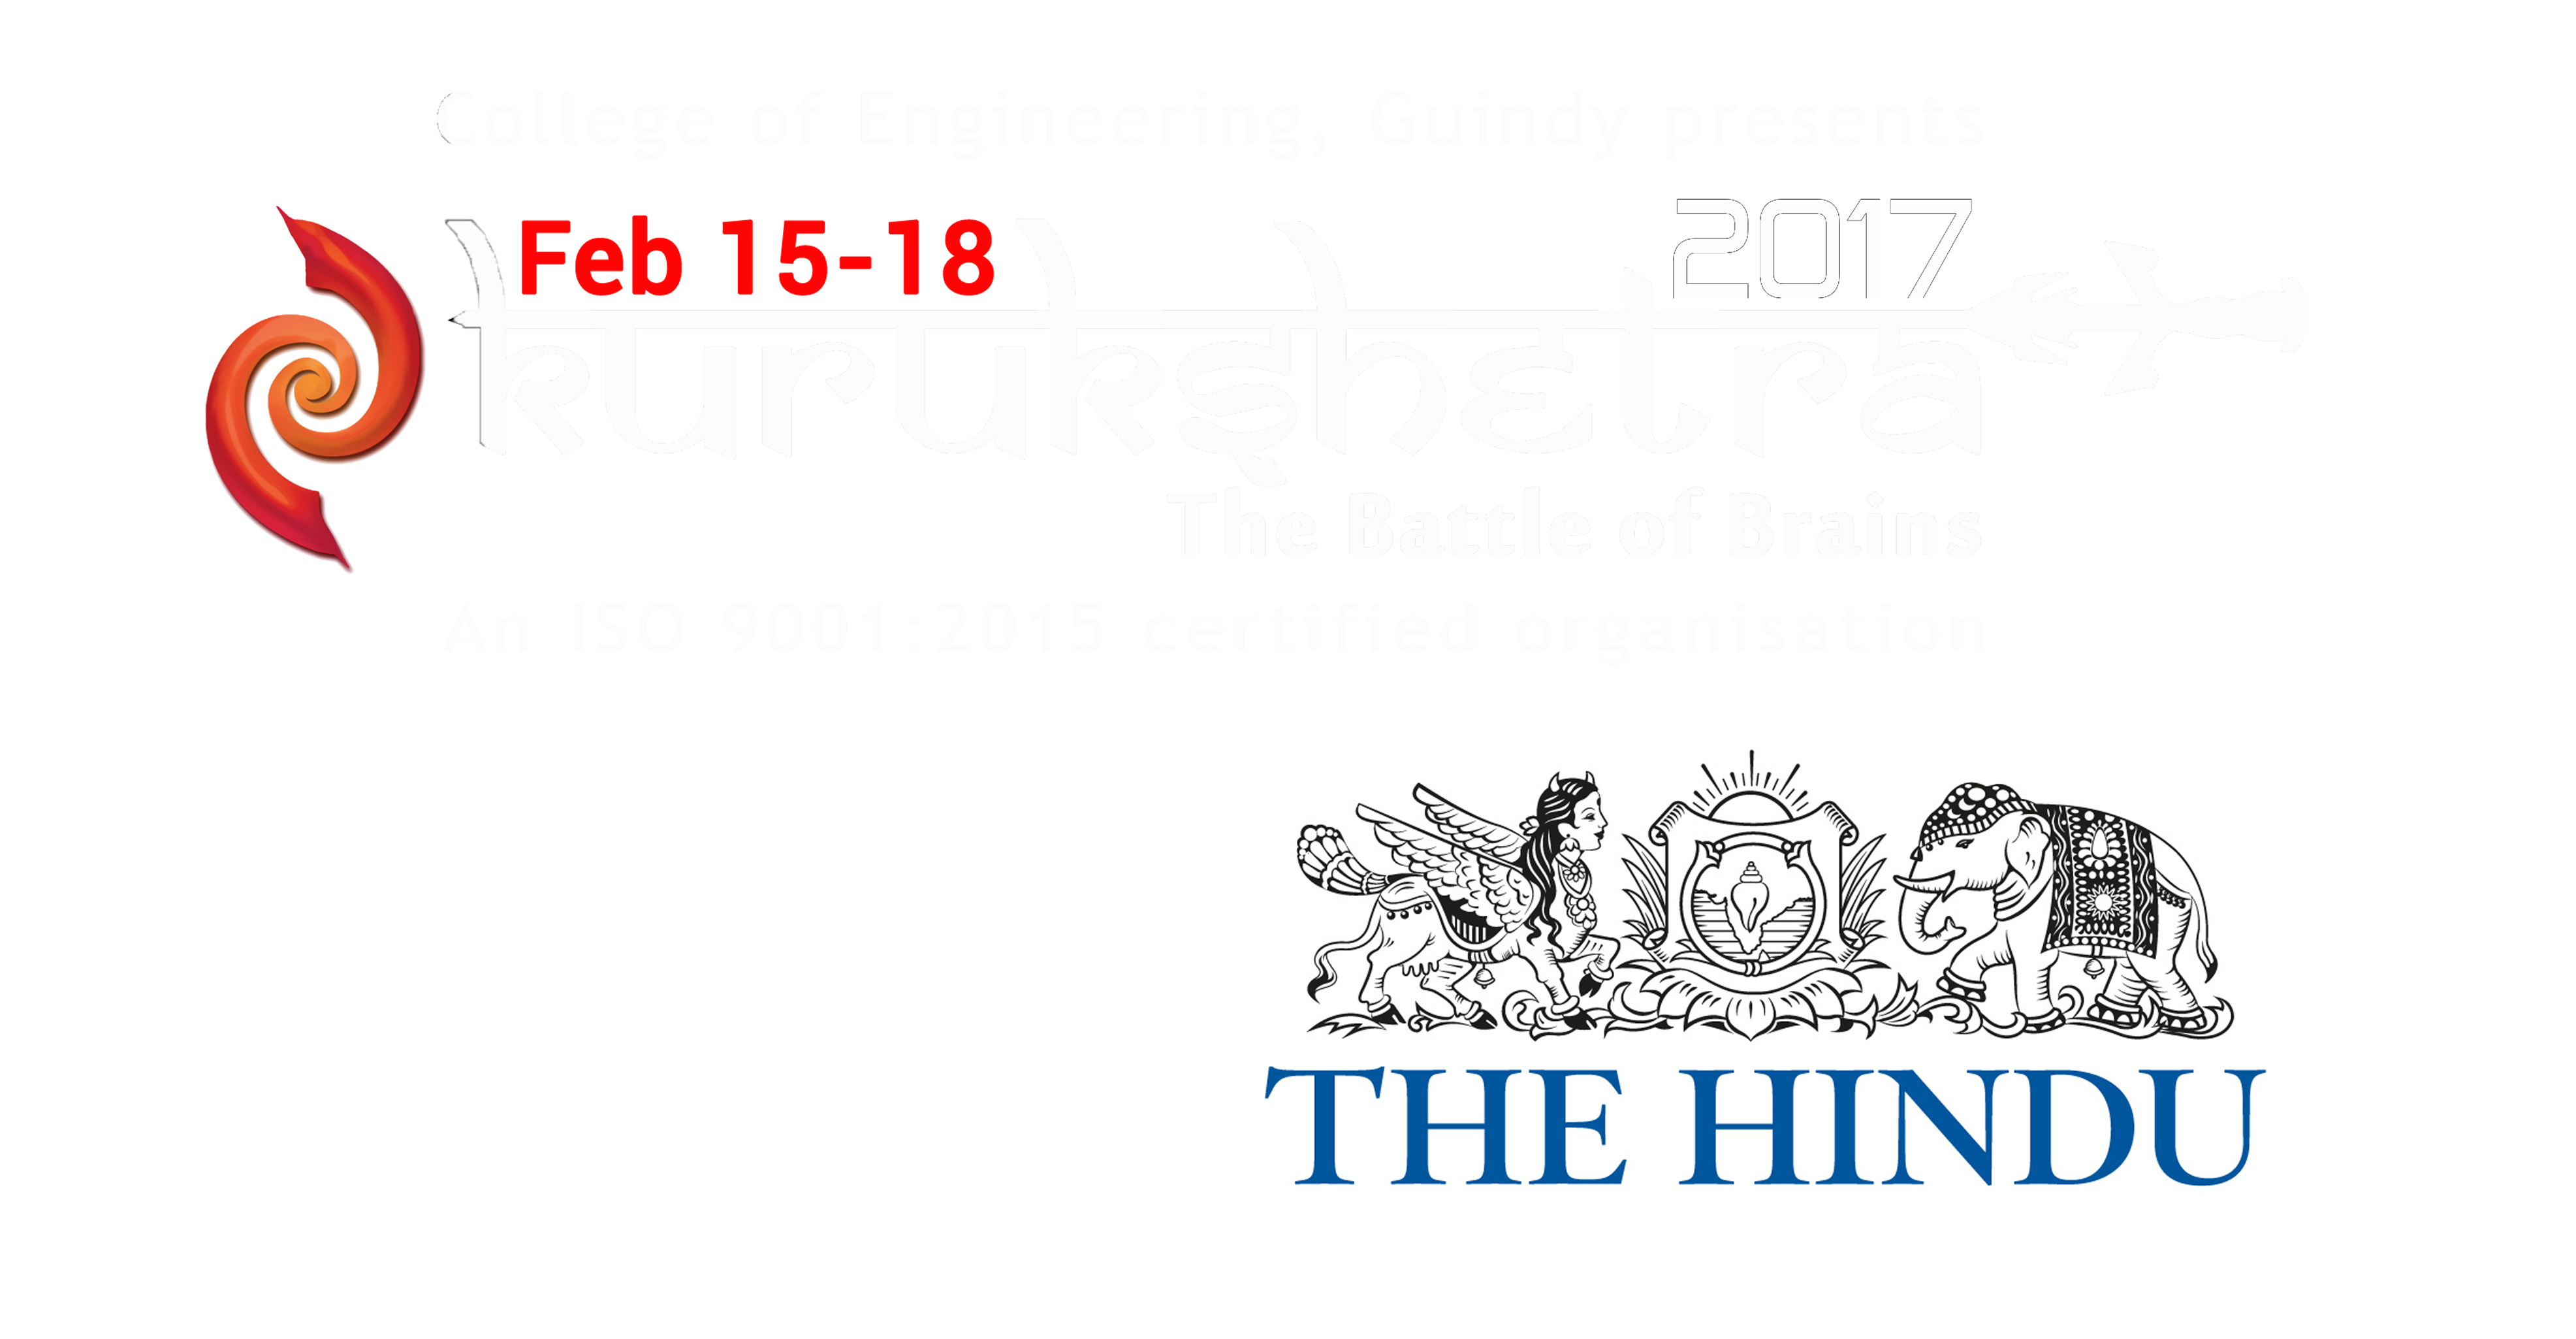 College of Engineering, Guindy presents
Feb 15-18
2017
kurukshetra
The Battle of Brains
An ISO 9001:2015 certified organisation
THE HINDU